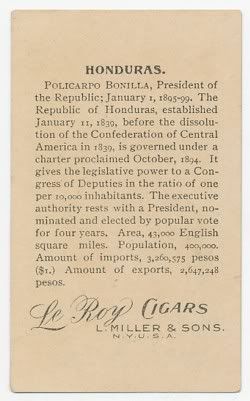 HONDURAS.
POLICARPO BONILLA, President of
the Republic; January 1, 1895-99. The
Republic of Honduras, established
January 11, 1839, before the dissolu-
tion of the Confederation of Central
America in 1839, is governed under a
charter proclaimed October, 1894. It
gives the legislative power to a Con-
gress of Deputies in the ratio of one
per 10,000 inhabitants. The executive
authority rests with a President, no-
minated and elected by popular vote
for four years. Area, 43,000 English
square miles. Population, 400,000.
Amount of imports, 3,260,575 pesos
($1.) Amount of exports, 2,647,248
pesos.
Le Roy CIGARS
L. MILLER & SONS.
N.Y. U.S.A.